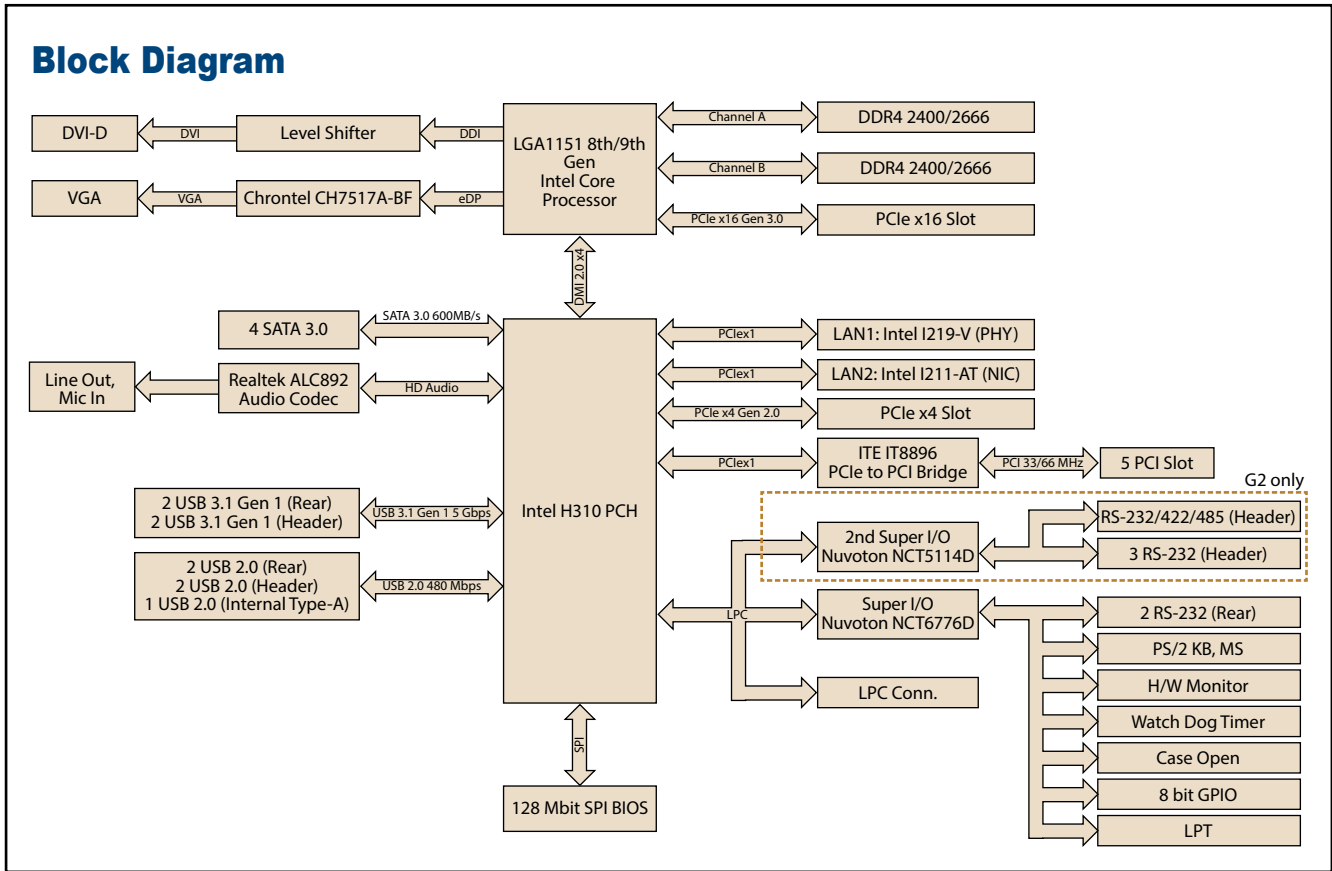 Block Diagram
DVI-D
DVI
Level Shifter
DDI
LGA1151 8th/9th
Gen
Intel Core
Processor
Channel A
DDR4 2400/2666
Channel B
DDR4 2400/2666
VGA
VGA
Chrontel CH7517A-BF
eDP
PCIe x16 Gen 3.0
PCIe x16 Slot
DMI 2.0 x4
4 SATA 3.0
SATA 3.0 600MB/s
PCIex1
LAN1: Intel I219-V (PHY)
Line Out,
Mic In
Realtek ALC892
Audio Codec
HD Audio
PCIex1
LAN2: Intel I211-AT (NIC)
PCIe x4 Gen 2.0
PCIe x4 Slot
PCIex1
ITE IT8896
PCIe to PCI Bridge
PCI 33/66 MHz
5 PCI Slot
G2 only
2 USB 3.1 Gen 1 (Rear)
2 USB 3.1 Gen 1 (Header)
USB 3.1 Gen 1 5 Gbps
Intel H310 PCH
2nd Super I/O
Nuvoton NCT5114D
RS-232/422/485 (Header)
3 RS-232 (Header)
2 USB 2.0 (Rear)
2 USB 2.0 (Header)
1 USB 2.0 (Internal Type-A)
USB 2.0 480 Mbps
LPC
Super I/O
Nuvoton NCT6776D
2 RS-232 (Rear)
PS/2 KB, MS
H/W Monitor
LPC Conn.
Watch Dog Timer
Case Open
8 bit GPIO
LPT
SPI
128 Mbit SPI BIOS